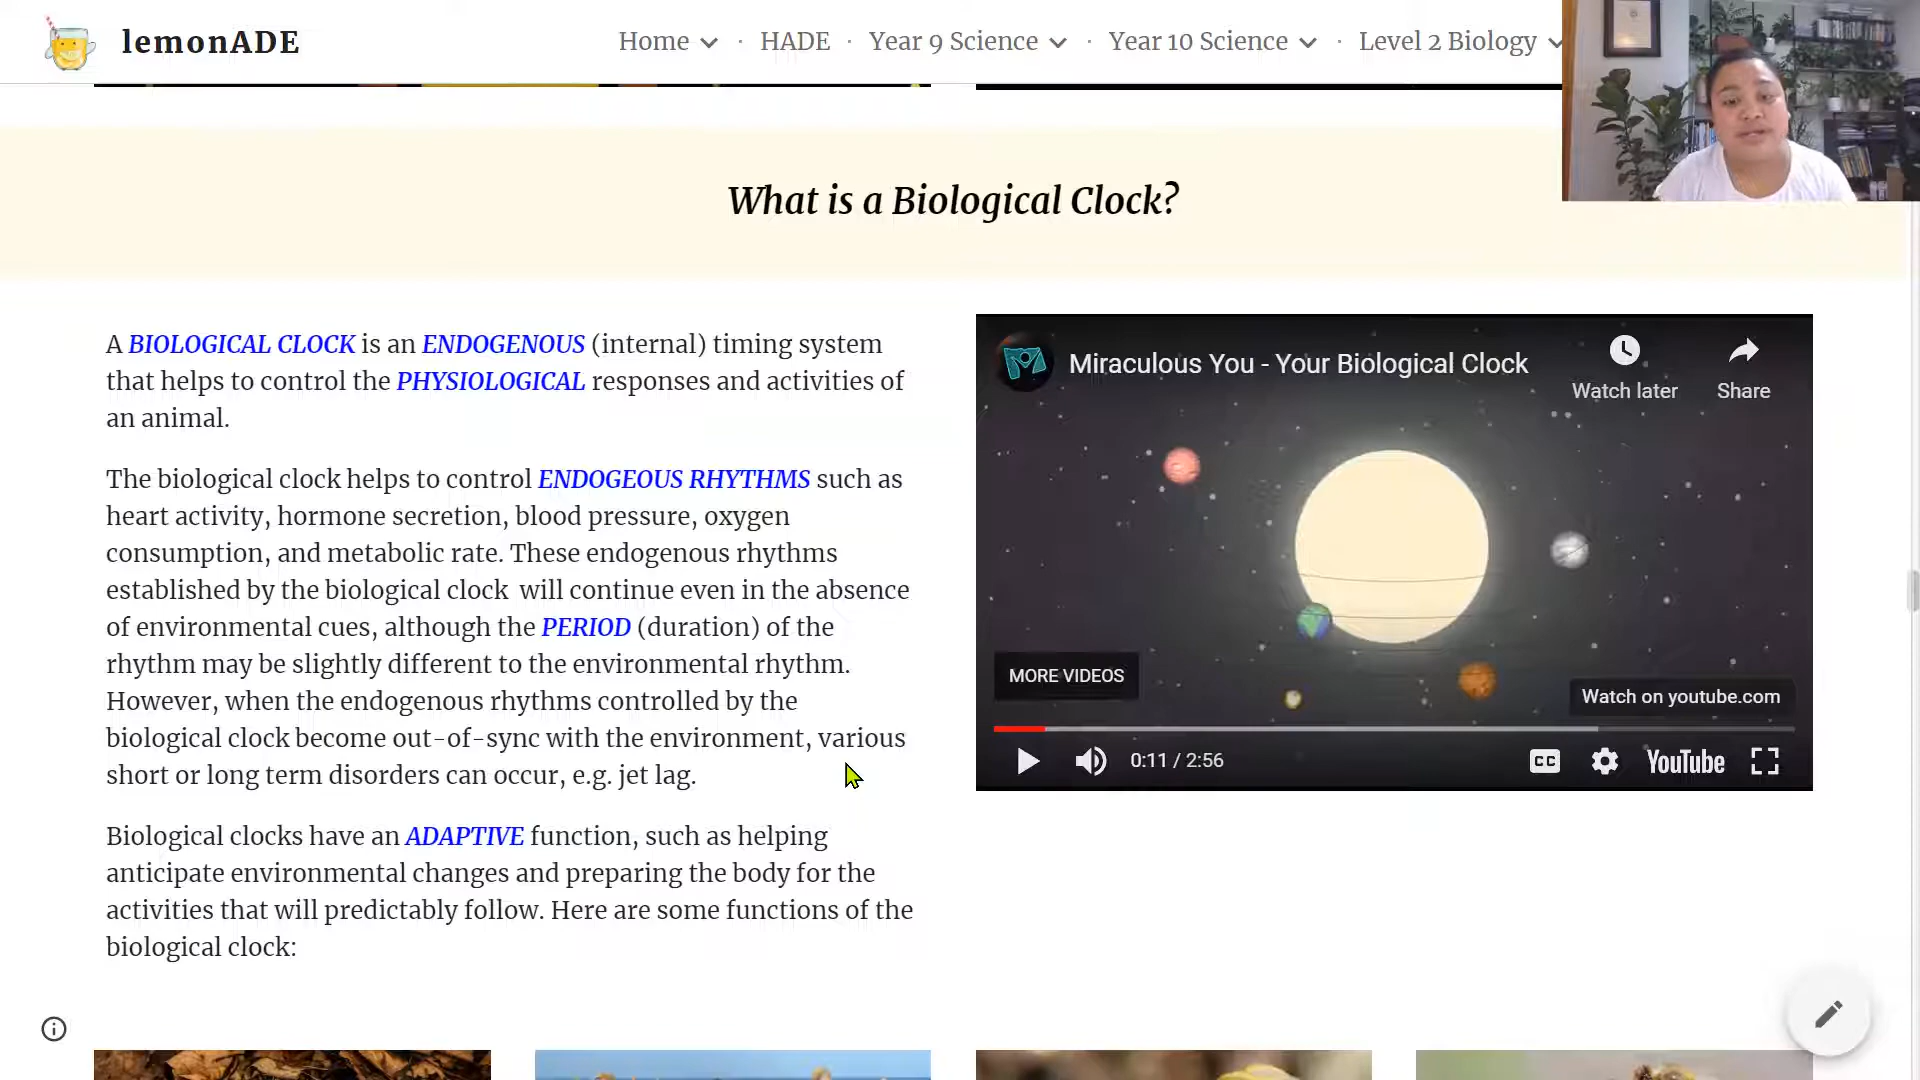 lemonADE
Home · HADE · Year 9 Science · Year 10 Science · Level 2 Biology
What is a Biological Clock?
A BIOLOGICAL CLOCK is an ENDOGENOUS (internal) timing system
that helps to control the PHYSIOLOGICAL responses and activities of
an animal.
The biological clock helps to control ENDOGEOUS RHYTHMS such as
heart activity, hormone secretion, blood pressure, oxygen
consumption, and metabolic rate. These endogenous rhythms
established by the biological clock will continue even in the absence
of environmental cues, although the PERIOD (duration) of the
rhythm may be slightly different to the environmental rhythm.
However, when the endogenous rhythms controlled by the
biological clock become out-of-sync with the environment, various
short or long term disorders can occur, e.g. jet lag.
Biological clocks have an ADAPTIVE function, such as helping
anticipate environmental changes and preparing the body for the
activities that will predictably follow. Here are some functions of the
biological clock:
Miraculous You - Your Biological Clock
Watch later
Share
MORE VIDEOS
Watch on youtube.com
0:11 / 2:56
CC
YouTube